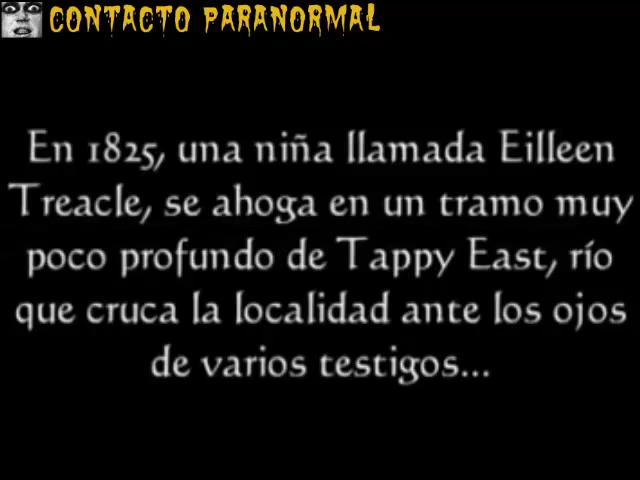 CONTACTO PARANORMAL
En 1825, una niña llamada Eilleen
Treacle, se ahoga en un tramo muy
poco profundo de Tappy East, río
que cruca la localidad ante los ojos
de varios testigos...